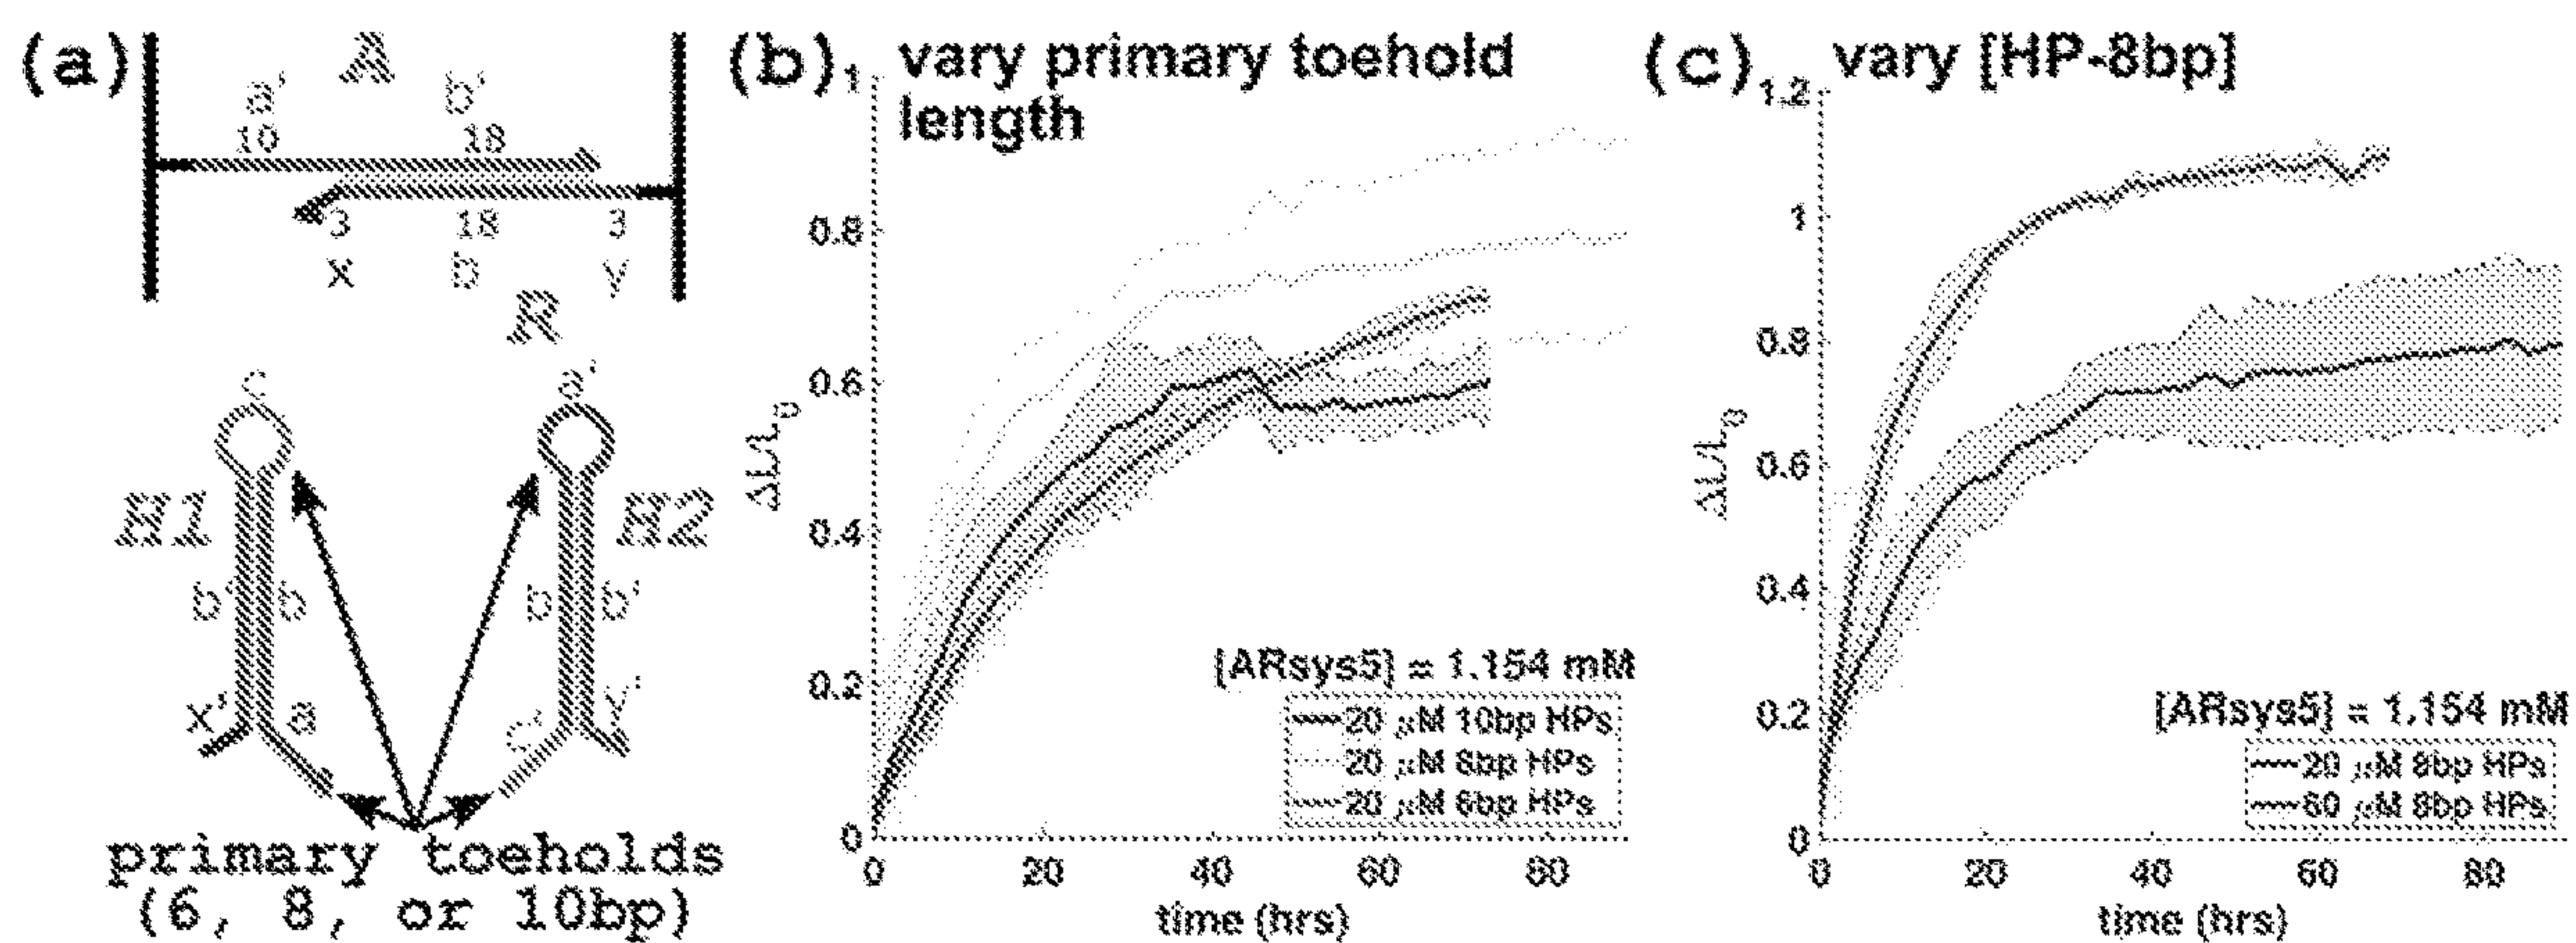 (a)
A
a' b'
10 18
3 18 3
x b y
R
c a'
H1 H2
b' b b b'
x' a c' y'
primary toeholds
(6, 8, or 10bp)
(b) vary primary toehold
length
1
0.8
0.6
0.4
0.2
0
ΔL/L0
0 20 40 60 80
time (hrs)
[ARsys5] = 1.154 mM
20 μM 10bp HPs
20 μM 8bp HPs
20 μM 6bp HPs
(c) vary [HP-8bp]
1.2
1
0.8
0.6
0.4
0.2
0
ΔL/L0
0 20 40 60 80
time (hrs)
[ARsys5] = 1.154 mM
20 μM 8bp HPs
60 μM 8bp HPs